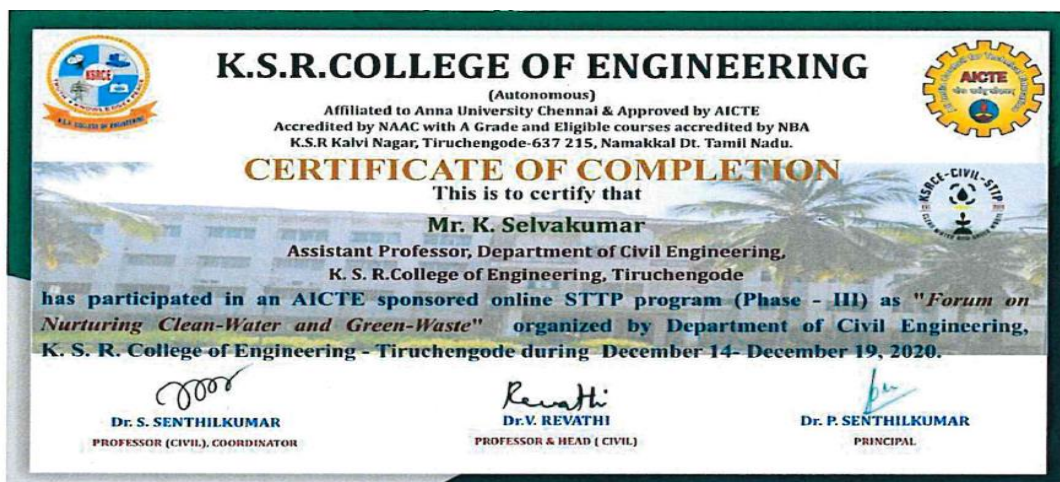 KSRCE
K.S.R. COLLEGE OF ENGINEERING
K.S.R.COLLEGE OF ENGINEERING
AICTE
(Autonomous)
Affiliated to Anna University Chennai & Approved by AICTE
Accredited by NAAC with A Grade and Eligible courses accredited by NBA
K.S.R Kalvi Nagar, Tiruchengode-637 215, Namakkal Dt. Tamil Nadu.
CERTIFICATE OF COMPLETION
KSRCE-CIVIL-STTP
This is to certify that
Mr. K. Selvakumar
Assistant Professor, Department of Civil Engineering,
K. S. R.College of Engineering, Tiruchengode
has participated in an AICTE sponsored online STTP program (Phase - III) as "Forum on
Nurturing Clean-Water and Green-Waste" organized by Department of Civil Engineering,
K. S. R. College of Engineering - Tiruchengode during December 14- December 19, 2020.
Revathi
Dr. S. SENTHILKUMAR
Dr.V. REVATHI
Dr. P. SENTHILKUMAR
PROFESSOR (CIVIL), COORDINATOR
PROFESSOR & HEAD ( CIVIL)
PRINCIPAL